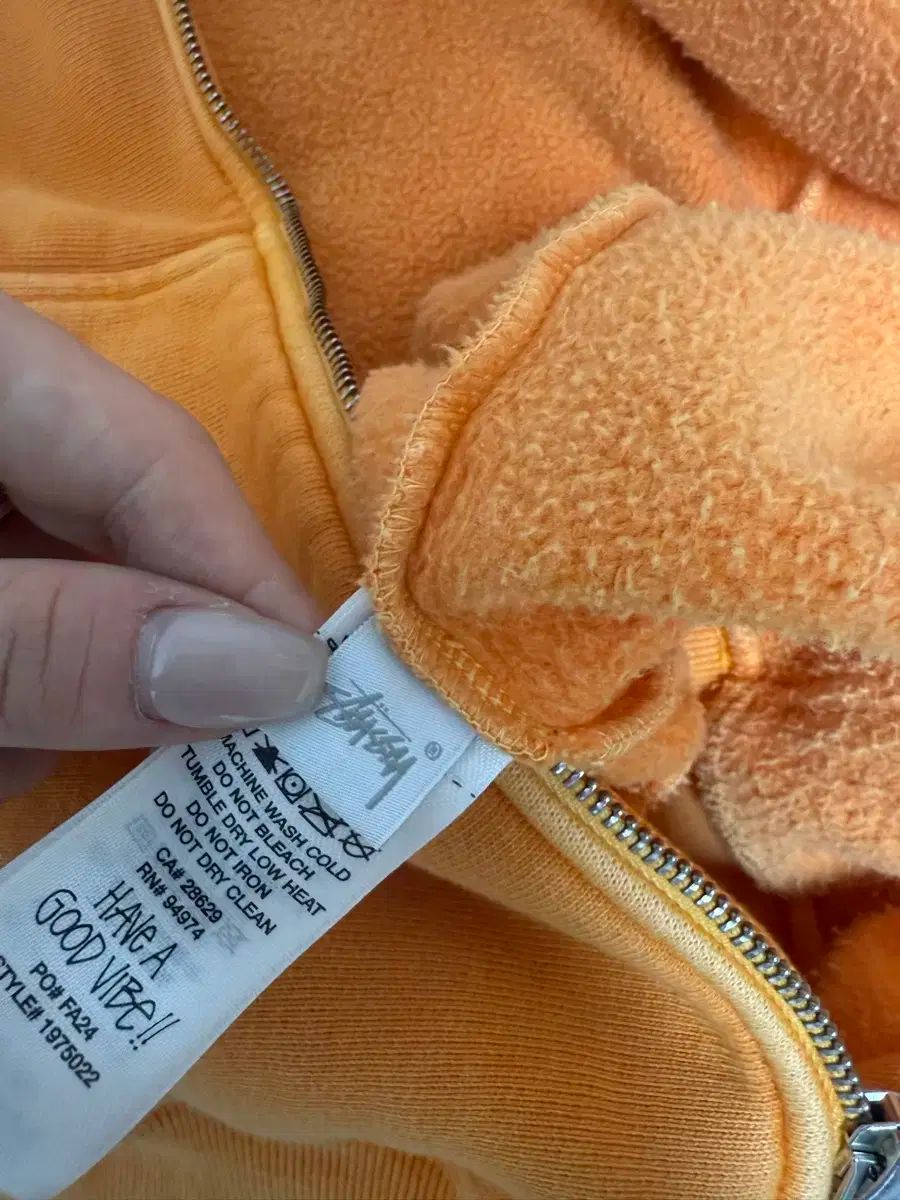 STUSSY ®
MACHINE WASH COLD
DO NOT BLEACH
TUMBLE DRY LOW HEAT
DO NOT IRON
DO NOT DRY CLEAN
CA# 28629
RN# 94974
HAVE A
GOOD VIBE!!
PO# FA24
STYLE# 1975022